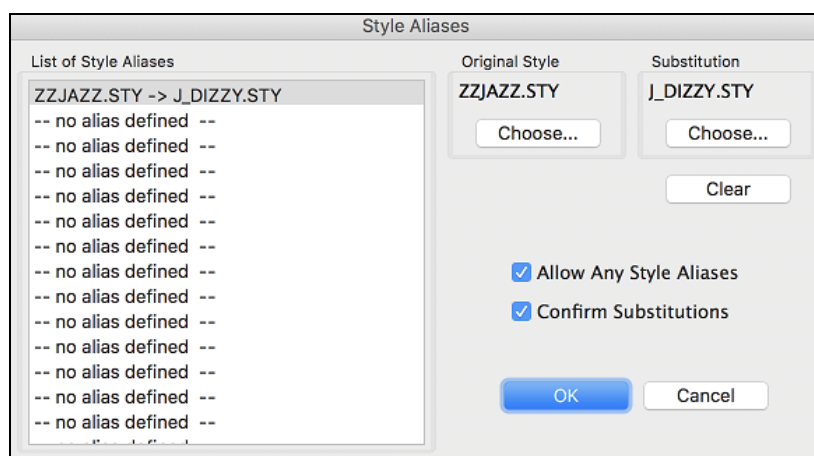 Style Aliases
List of Style Aliases
ZZJAZZ.STY -> J_DIZZY.STY
-- no alias defined --
-- no alias defined --
-- no alias defined --
-- no alias defined --
-- no alias defined --
-- no alias defined --
-- no alias defined --
-- no alias defined --
-- no alias defined --
-- no alias defined --
-- no alias defined --
-- no alias defined --
-- no alias defined --
Original Style
ZZJAZZ.STY
Choose...
Substitution
J_DIZZY.STY
Choose...
Clear
Allow Any Style Aliases
Confirm Substitutions
OK
Cancel